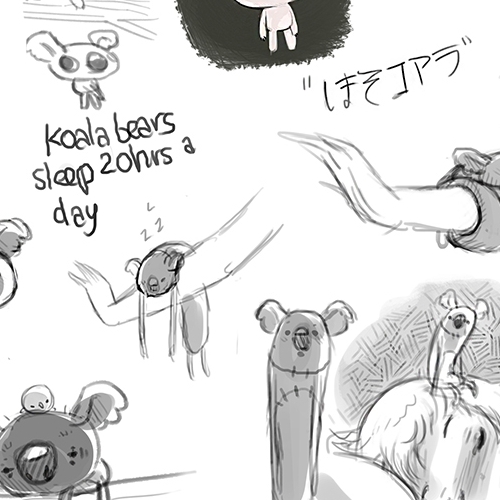 "ほそコアラ"
koala bears
sleep 20hrs a
day
z
z z